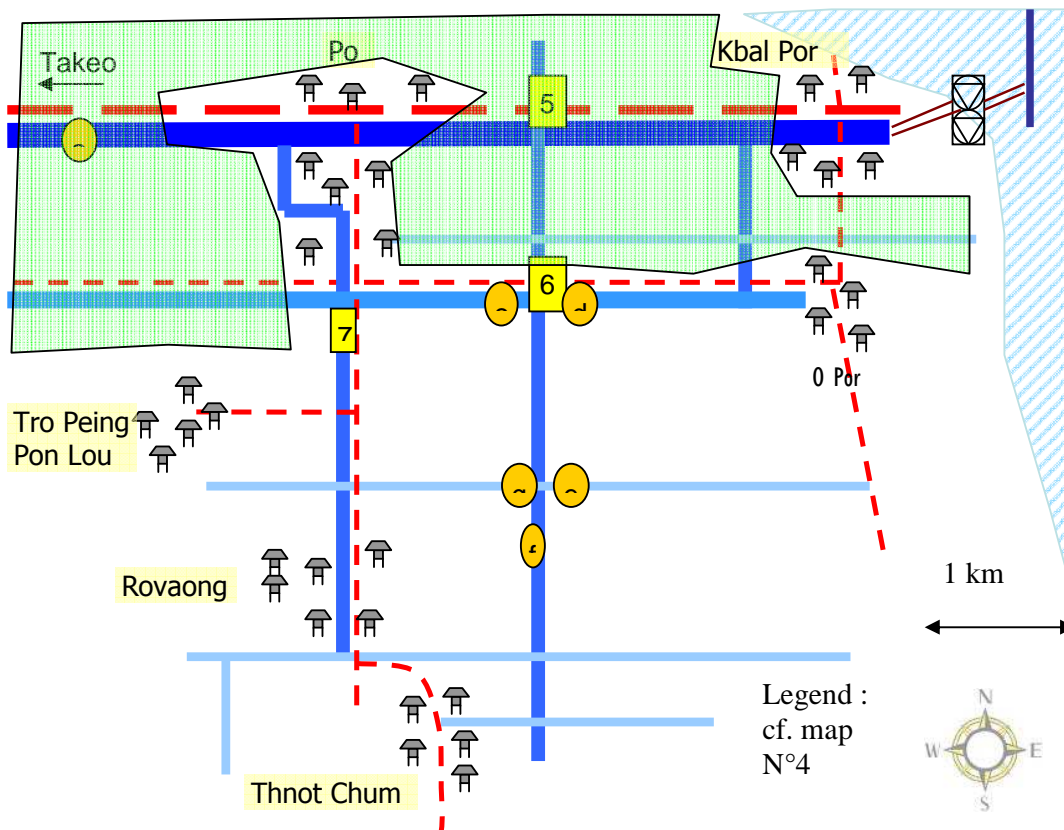 Po
Kbal Por
Takeo
5
6
7
O Por
Tro Peing
Pon Lou
Rovaong
1 km
Legend :
cf. map
N°4
N
W
E
S
Thnot Chum